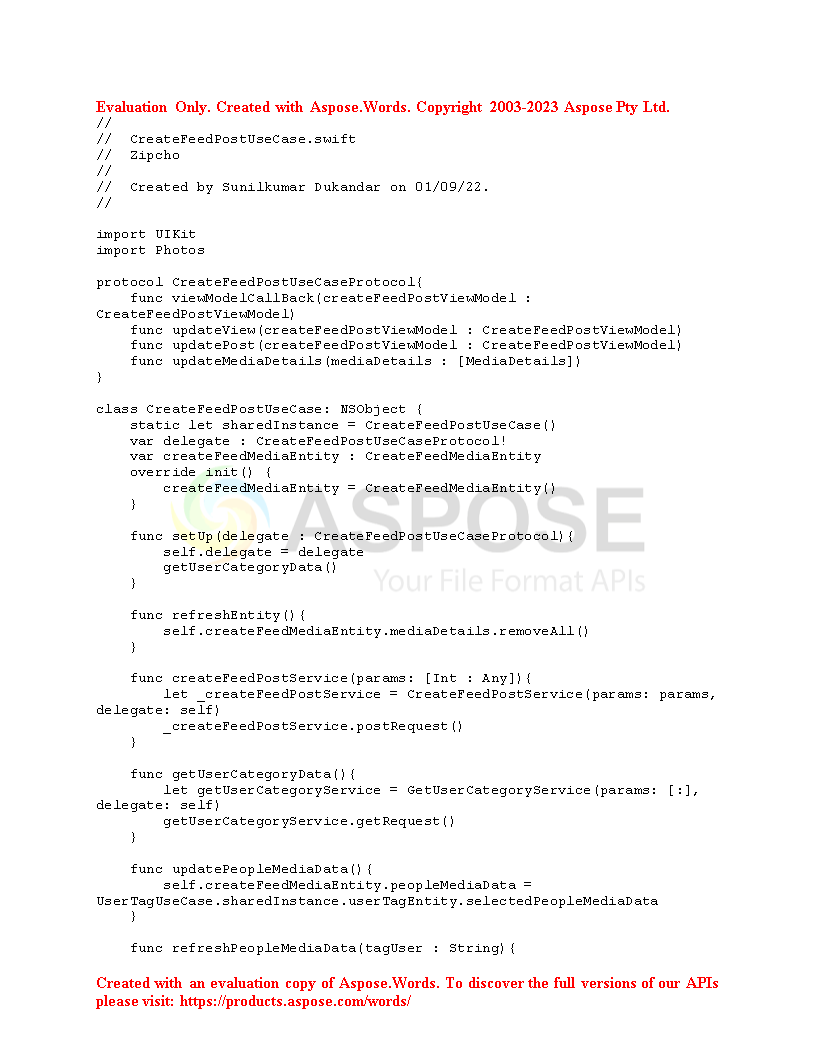 Evaluation Only. Created with Aspose.Words. Copyright 2003-2023 Aspose Pty Ltd.
//
//  CreateFeedPostUseCase.swift
//  Zipcho
//
//  Created by Sunilkumar Dukandar on 01/09/22.
//

import UIKit
import Photos

protocol CreateFeedPostUseCaseProtocol{
    func viewModelCallBack(createFeedPostViewModel :
CreateFeedPostViewModel)
    func updateView(createFeedPostViewModel : CreateFeedPostViewModel)
    func updatePost(createFeedPostViewModel : CreateFeedPostViewModel)
    func updateMediaDetails(mediaDetails : [MediaDetails])
}

class CreateFeedPostUseCase: NSObject {
    static let sharedInstance = CreateFeedPostUseCase()
    var delegate : CreateFeedPostUseCaseProtocol!
    var createFeedMediaEntity : CreateFeedMediaEntity
    override init() {
        createFeedMediaEntity = CreateFeedMediaEntity()
    }
ASPOSE
    func setUp(delegate : CreateFeedPostUseCaseProtocol){
        self.delegate = delegate
        getUserCategoryData()
Your File Format APIs
    }

    func refreshEntity(){
        self.createFeedMediaEntity.mediaDetails.removeAll()
    }

    func createFeedPostService(params: [Int : Any]){
        let _createFeedPostService = CreateFeedPostService(params: params,
delegate: self)
        _createFeedPostService.postRequest()
    }

    func getUserCategoryData(){
        let getUserCategoryService = GetUserCategoryService(params: [:],
delegate: self)
        getUserCategoryService.getRequest()
    }

    func updatePeopleMediaData(){
        self.createFeedMediaEntity.peopleMediaData =
UserTagUseCase.sharedInstance.userTagEntity.selectedPeopleMediaData
    }

    func refreshPeopleMediaData(tagUser : String){

Created with an evaluation copy of Aspose.Words. To discover the full versions of our APIs
please visit: https://products.aspose.com/words/